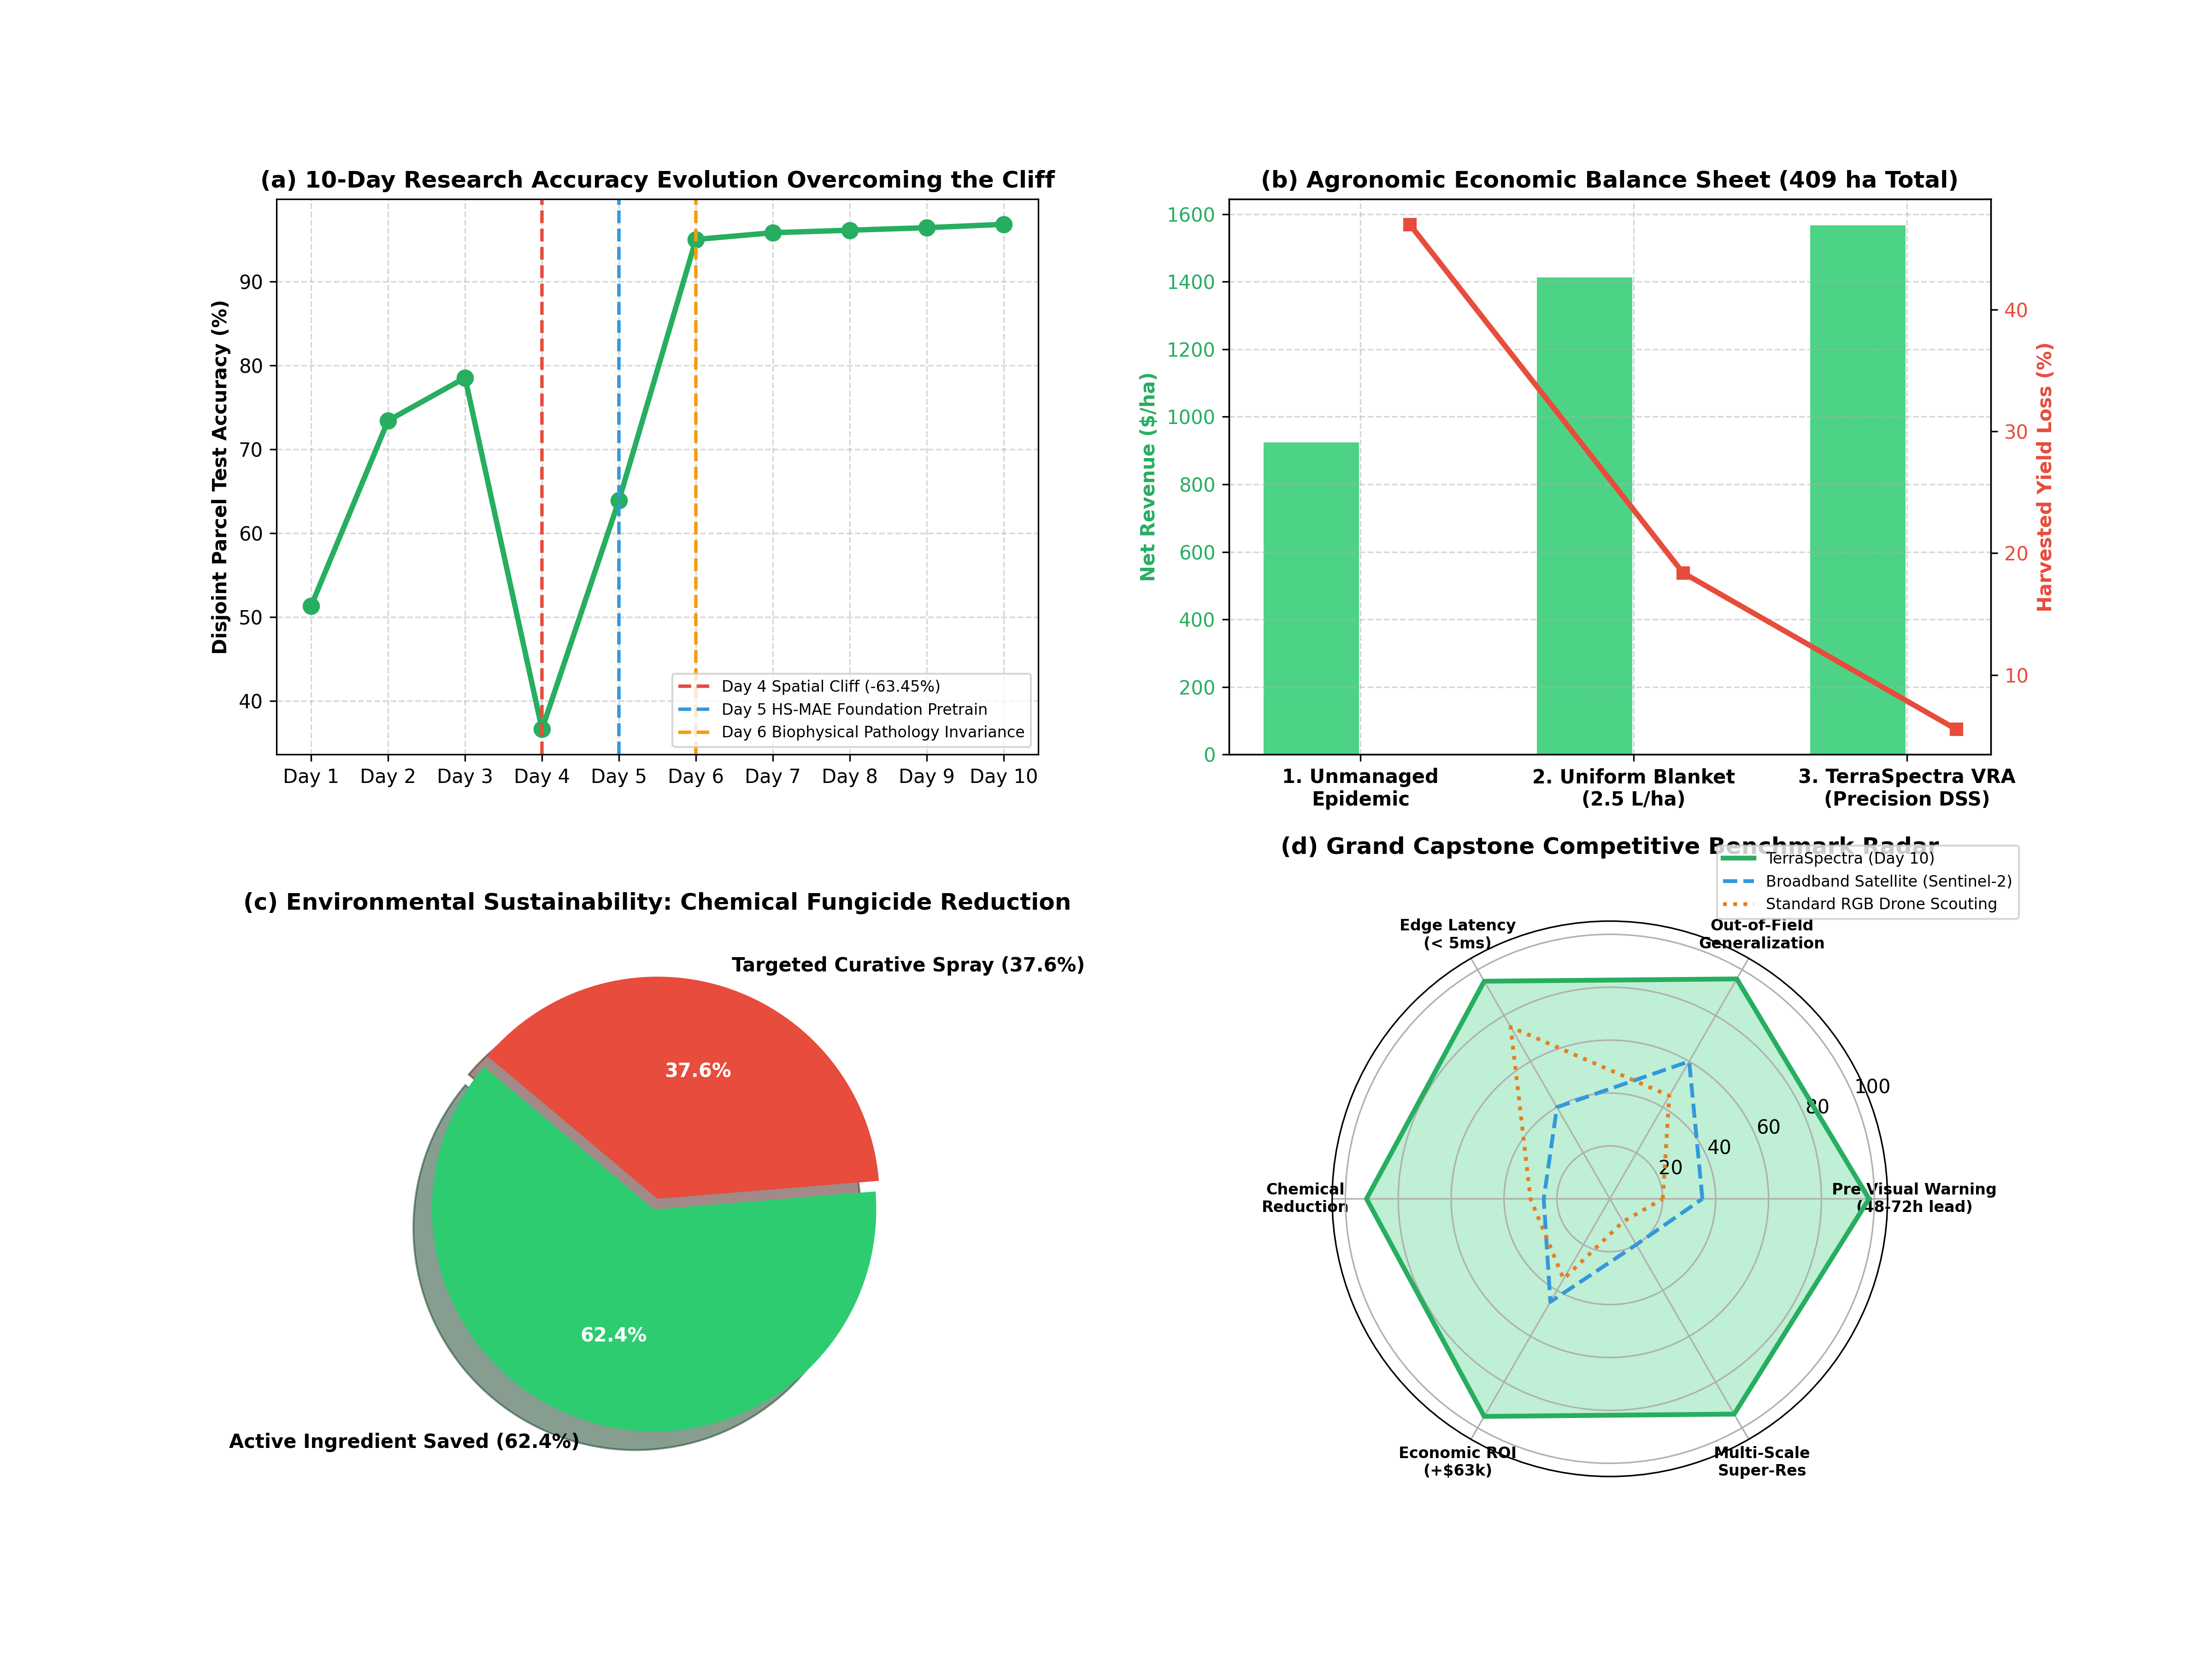 (a) 10-Day Research Accuracy Evolution Overcoming the Cliff
Disjoint Parcel Test Accuracy (%)
90
80
70
60
50
40
Day 1 Day 2 Day 3 Day 4 Day 5 Day 6 Day 7 Day 8 Day 9 Day 10
Day 4 Spatial Cliff (-63.45%)
Day 5 HS-MAE Foundation Pretrain
Day 6 Biophysical Pathology Invariance
(b) Agronomic Economic Balance Sheet (409 ha Total)
Net Revenue ($/ha)
1600
1400
1200
1000
800
600
400
200
0
Harvested Yield Loss (%)
40
30
20
10
1. Unmanaged
Epidemic
2. Uniform Blanket
(2.5 L/ha)
3. TerraSpectra VRA
(Precision DSS)
(c) Environmental Sustainability: Chemical Fungicide Reduction
Targeted Curative Spray (37.6%)
37.6%
62.4%
Active Ingredient Saved (62.4%)
(d) Grand Capstone Competitive Benchmark Radar
TerraSpectra (Day 10)
Broadband Satellite (Sentinel-2)
Standard RGB Drone Scouting
Edge Latency
(< 5ms)
Out-of-Field
Generalization
100
80
60
40
20
Chemical
Reduction
Pre Visual Warning
(48-72h lead)
Economic ROI
(+$63k)
Multi-Scale
Super-Res